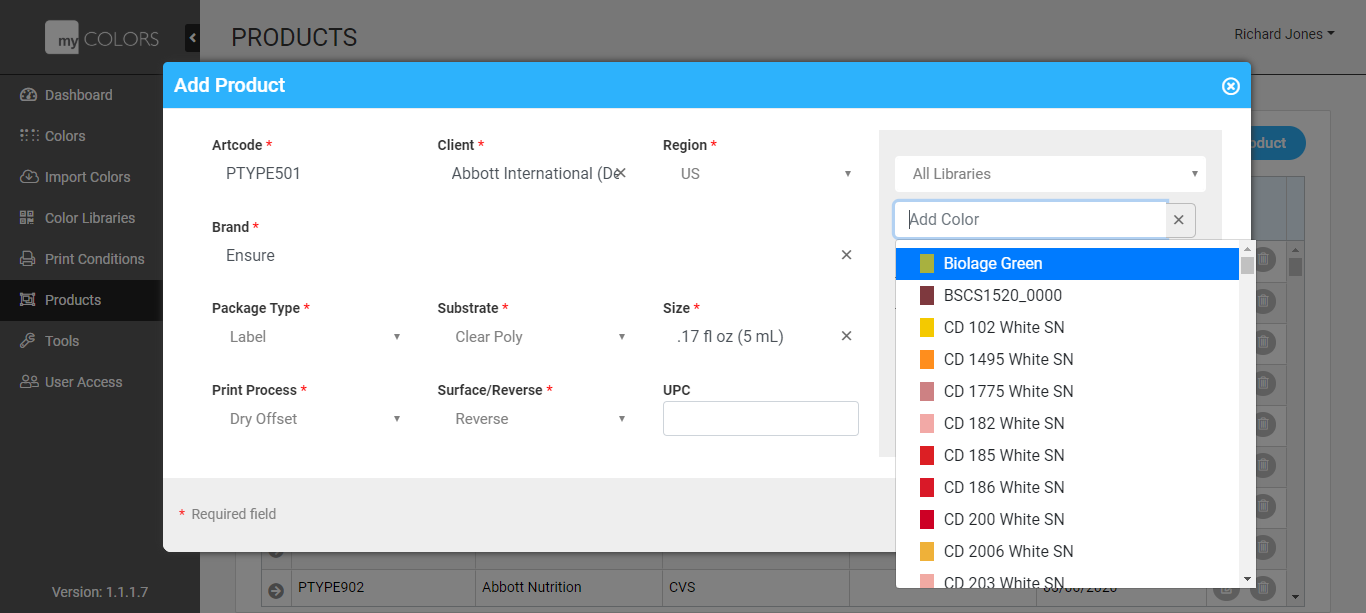 my COLORS
PRODUCTS
Richard Jones
Add Product
Dashboard
Colors
Import Colors
Color Libraries
Print Conditions
Products
Tools
User Access
Version: 1.1.1.7
Artcode *
PTYPE501
Client *
Abbott International (De
Region *
US
Brand *
Ensure
Package Type *
Label
Substrate *
Clear Poly
Size *
.17 fl oz (5 mL)
Print Process *
Dry Offset
Surface/Reverse *
Reverse
UPC
* Required field
All Libraries
Add Color
Biolage Green
BSCS1520_0000
CD 102 White SN
CD 1495 White SN
CD 1775 White SN
CD 182 White SN
CD 185 White SN
CD 186 White SN
CD 200 White SN
CD 2006 White SN
CD 203 White SN
oduct
PTYPE902
Abbott Nutrition
CVS